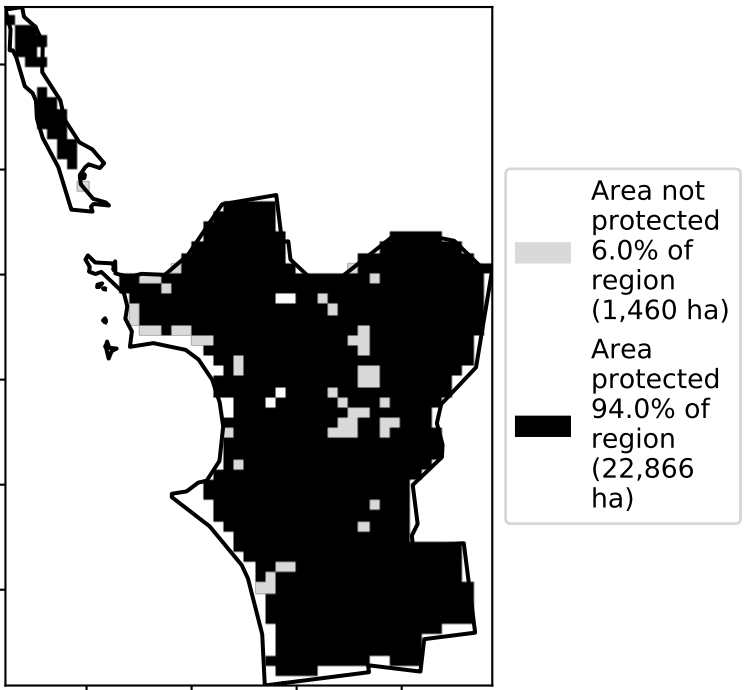 Area not
protected
6.0% of
region
(1,460 ha)
Area
protected
94.0% of
region
(22,866
ha)